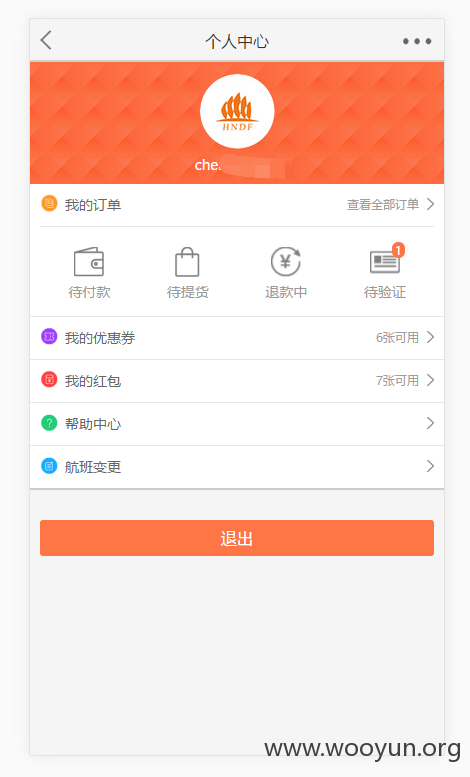 个人中心
HNDF
che
我的订单 查看全部订单
¥ 1
待付款 待提货 退款中 待验证
我的优惠券 6张可用
我的红包 7张可用
? 帮助中心
航班变更
退出
www.wooyun.org